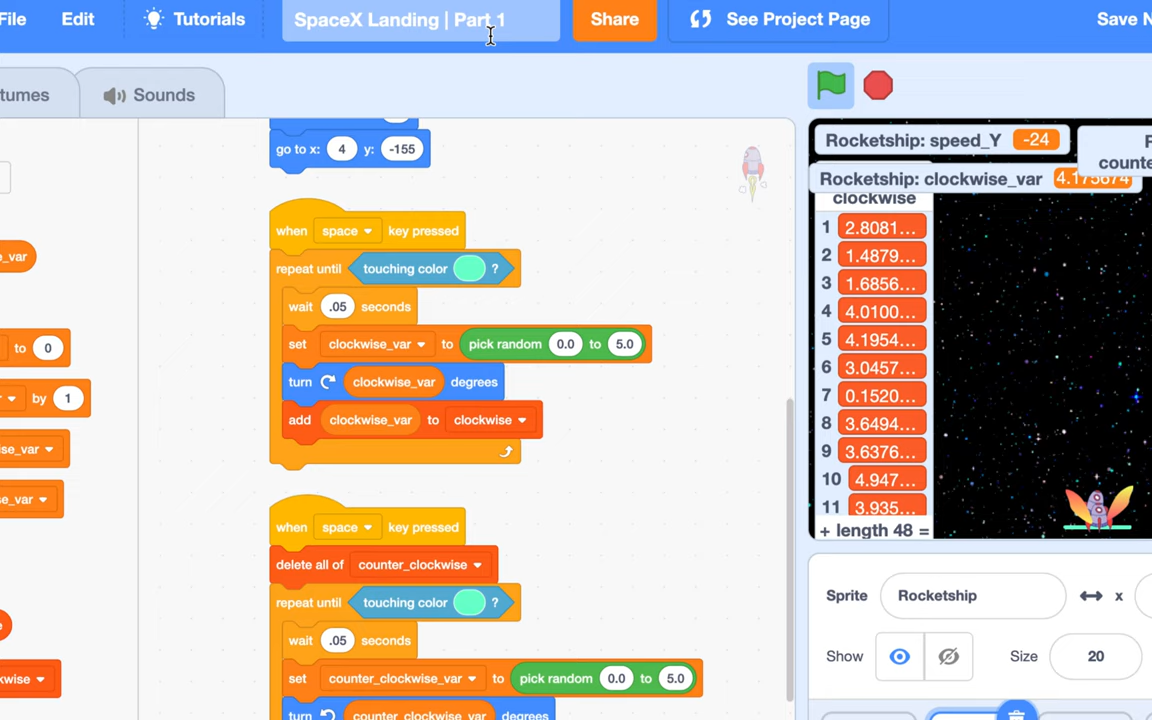 File Edit Tutorials SpaceX Landing | Part 1 Share See Project Page Save N
tumes Sounds
go to x: 4 y: -155
when space key pressed
repeat until touching color ?
wait .05 seconds
set clockwise_var to pick random 0.0 to 5.0
turn clockwise_var degrees
add clockwise_var to clockwise
when space key pressed
delete all of counter_clockwise
repeat until touching color ?
wait .05 seconds
set counter_clockwise_var to pick random 0.0 to 5.0
turn counter_clockwise_var degrees
_var
to 0
by 1
se_var
e_var
kwise
Rocketship: speed_Y -24
R
counte
Rocketship: clockwise_var 4.175674
clockwise
1 2.8081...
2 1.4879...
3 1.6856...
4 4.0100...
5 4.1954...
6 3.0457...
7 0.1520...
8 3.6494...
9 3.6376...
10 4.947...
11 3.935...
+ length 48 =
Sprite Rocketship x
Show Size 20